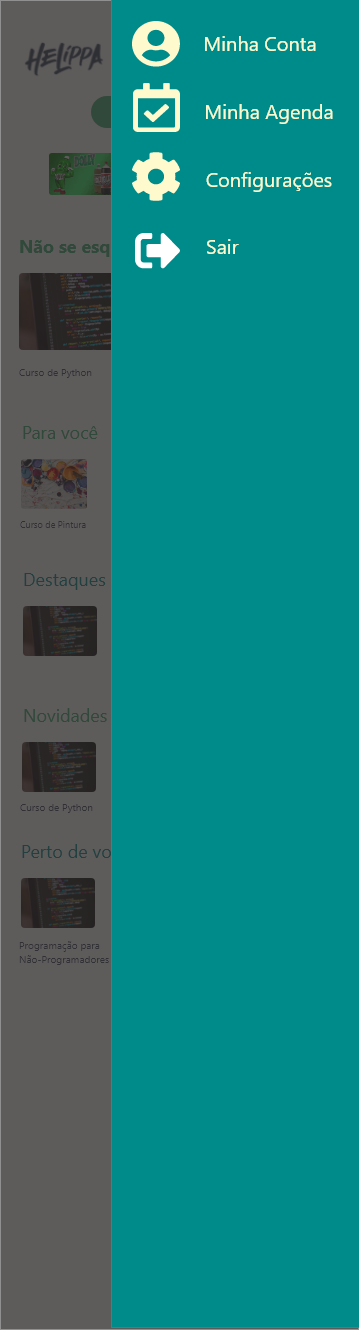 Minha Conta
Minha Agenda
Configurações
Sair
HELIPPA
Não se esq
Curso de Python
Para você
Curso de Pintura
Destaques
Novidades
Curso de Python
Perto de vo
Programação para
Não-Programadores